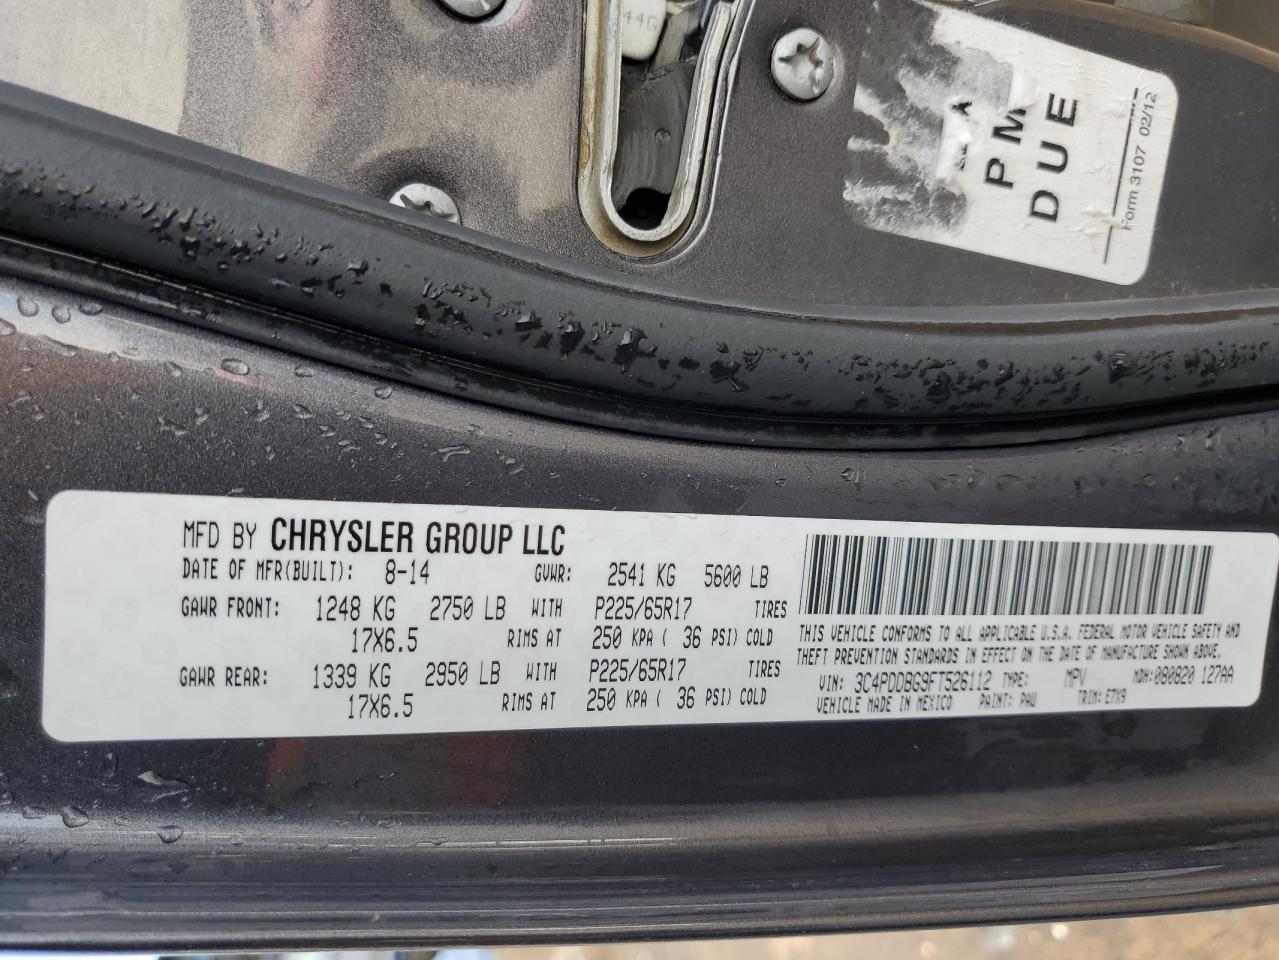 44G
PM
DUE
Form 3107 02/12
MFD BY CHRYSLER GROUP LLC
DATE OF MFR(BUILT): 8-14 GVWR: 2541 KG 5600 LB
GAWR FRONT: 1248 KG 2750 LB WITH P225/65R17 TIRES
17X6.5 RIMS AT 250 KPA ( 36 PSI) COLD
GAWR REAR: 1339 KG 2950 LB WITH P225/65R17 TIRES
17X6.5 RIMS AT 250 KPA ( 36 PSI) COLD
THIS VEHICLE CONFORMS TO ALL APPLICABLE U.S.A. FEDERAL MOTOR VEHICLE SAFETY AND
THEFT PREVENTION STANDARDS IN EFFECT ON THE DATE OF MANUFACTURE SHOWN ABOVE.
VIN: 3C4PDDBG9FT526112 TYPE: MPV MDH: 080820 127AA
VEHICLE MADE IN MEXICO PAINT: PAU TRIM: E7X9